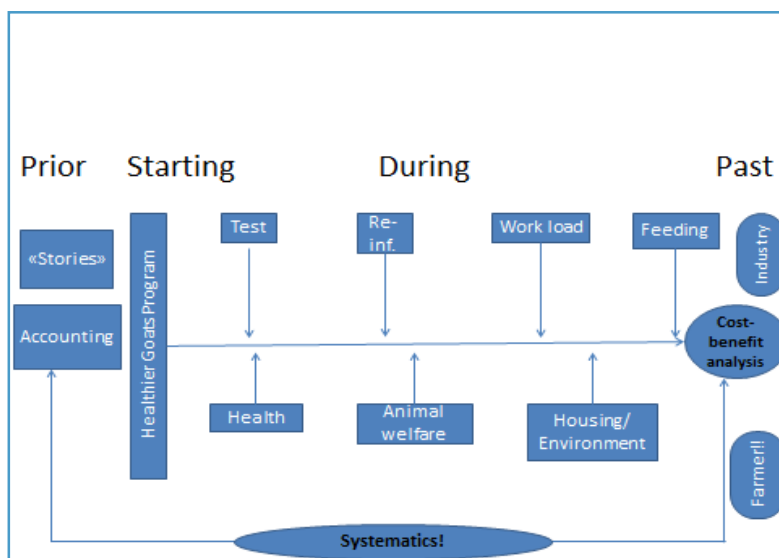 Prior Starting During Past
«Stories»
Accounting
Healthier Goats Program
Test
Re-
inf.
Work load
Feeding
Industry
Cost-
benefit
analysis
Health
Animal
welfare
Housing/
Environment
Farmer!!
Systematics!